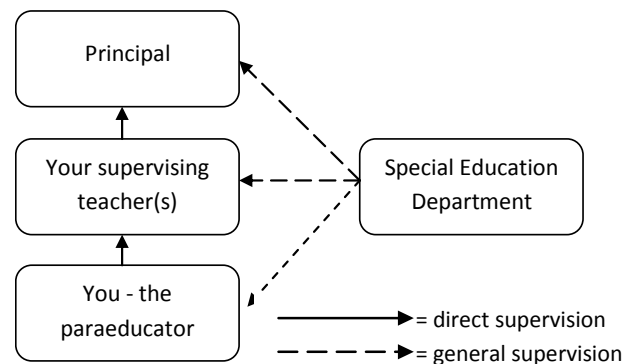 Principal
Your supervising
teacher(s)
Special Education
Department
You - the
paraeducator
= direct supervision
= general supervision